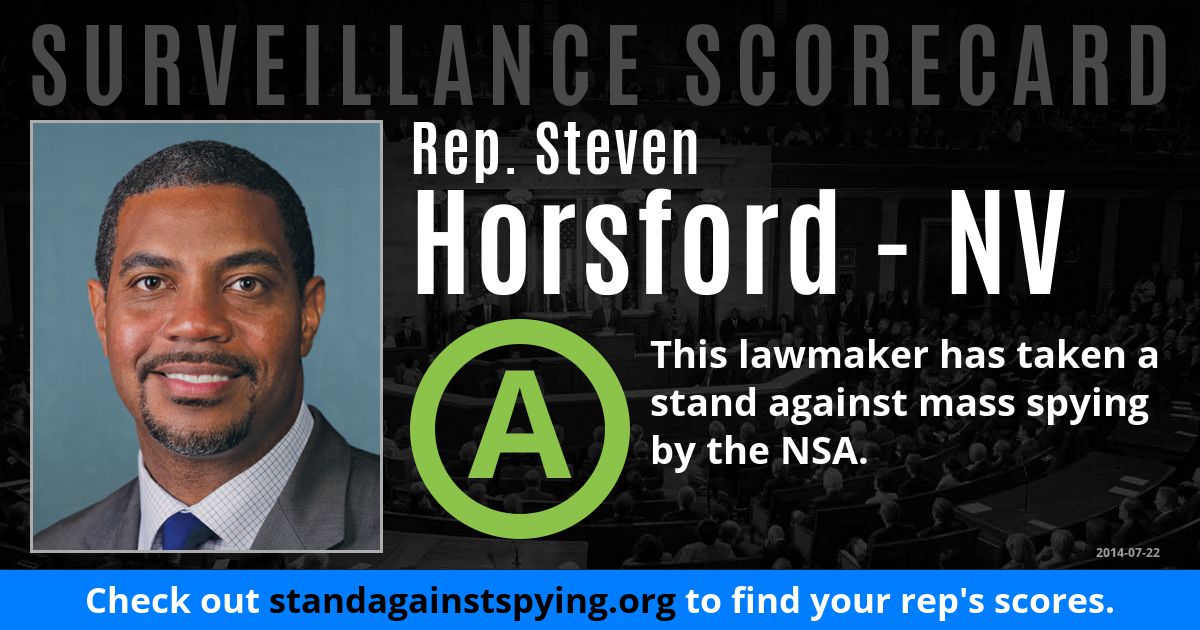 SURVEILLANCE SCORECARD
Rep. Steven
Horsford - NV
A
This lawmaker has taken a
stand against mass spying
by the NSA.
2014-07-22
Check out standagainstspying.org to find your rep's scores.